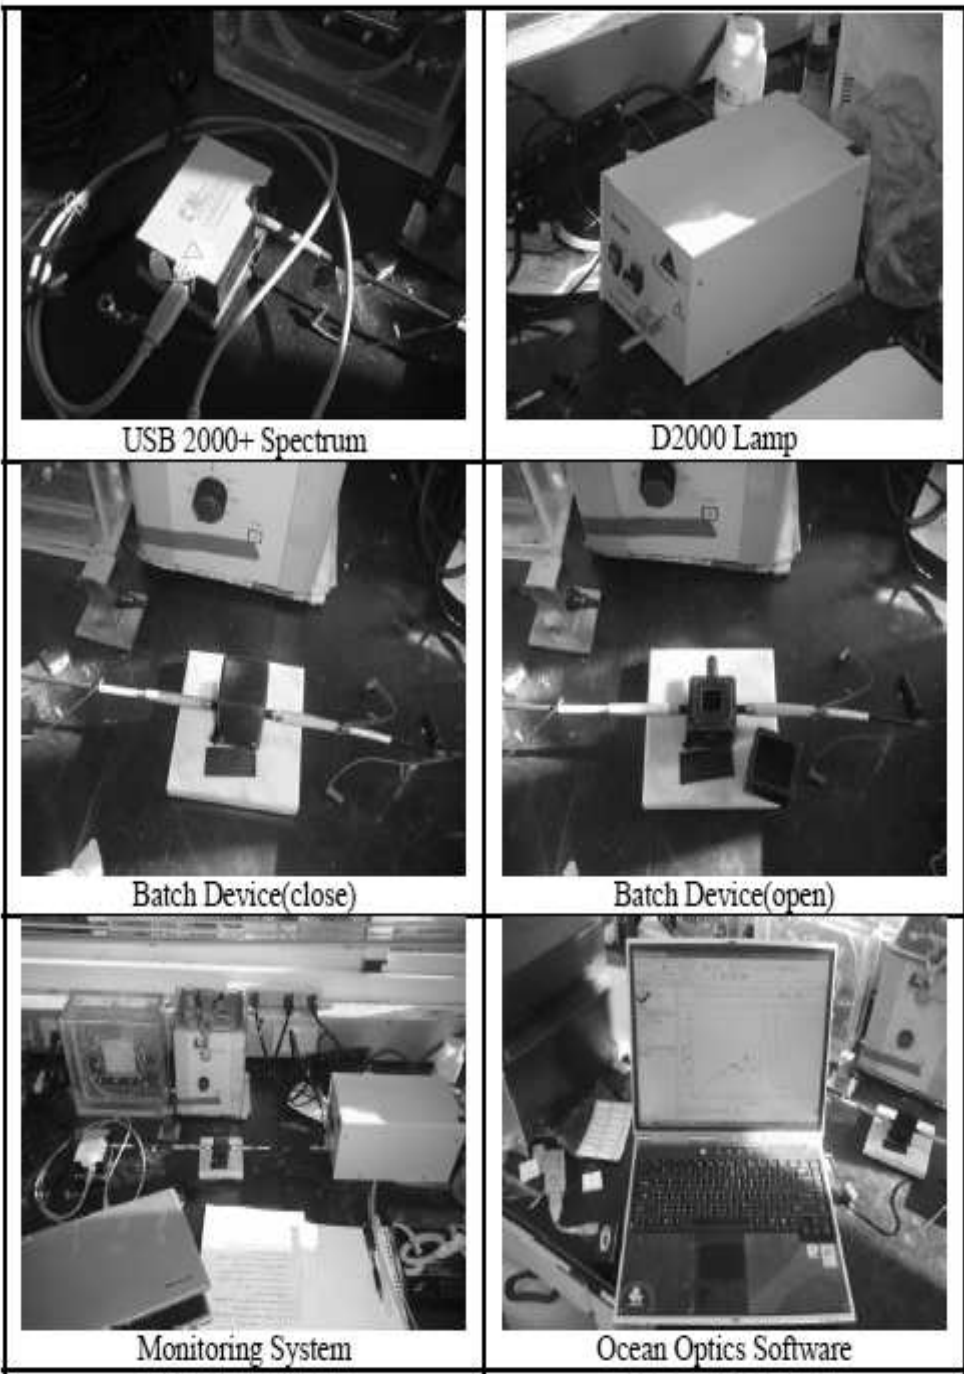 USB 2000+ Spectrum
D2000 Lamp
Batch Device(close)
Batch Device(open)
Monitoring System
Ocean Optics Software